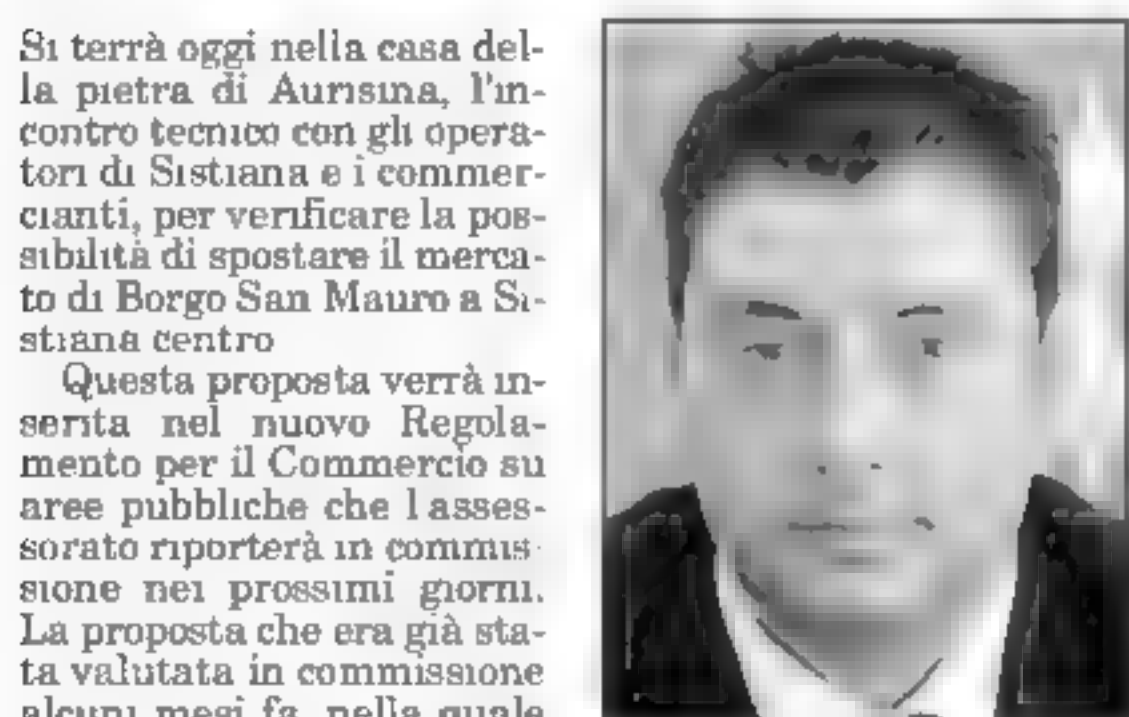 Si terrà oggi nella casa del-
la pietra di Aurisina, l'in-
contro tecnico con gli opera-
tori di Sistiana e i commer-
cianti, per verificare la pos-
sibilità di spostare il merca-
to di Borgo San Mauro a Si-
stiana centro
Questa proposta verrà in-
serita nel nuovo Regola-
mento per il Commercio su
aree pubbliche che l asses-
sorato riporterà in commis-
sione nei prossimi giorni.
La proposta che era già sta-
ta valutata in commissione
alcuni mesi fa, nella quale